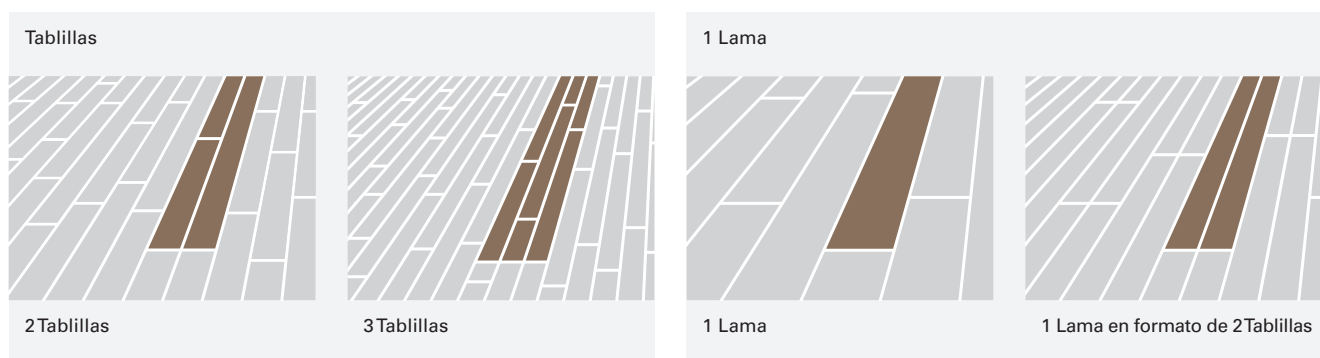 Tablillas
2 Tablillas
3 Tablillas
1 Lama
1 Lama
1 Lama en formato de 2 Tablillas